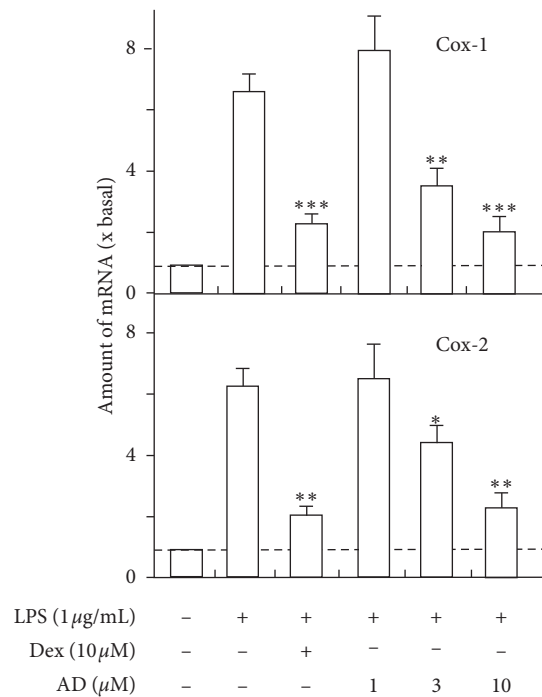 Amount of mRNA (x basal)
8
Cox-1
**
***
***
4
0
8
Cox-2
*
4
**
**
0
LPS (1 μg/mL) – + + + + +
Dex (10 μM) – – + – – –
AD (μM) – – – 1 3 10